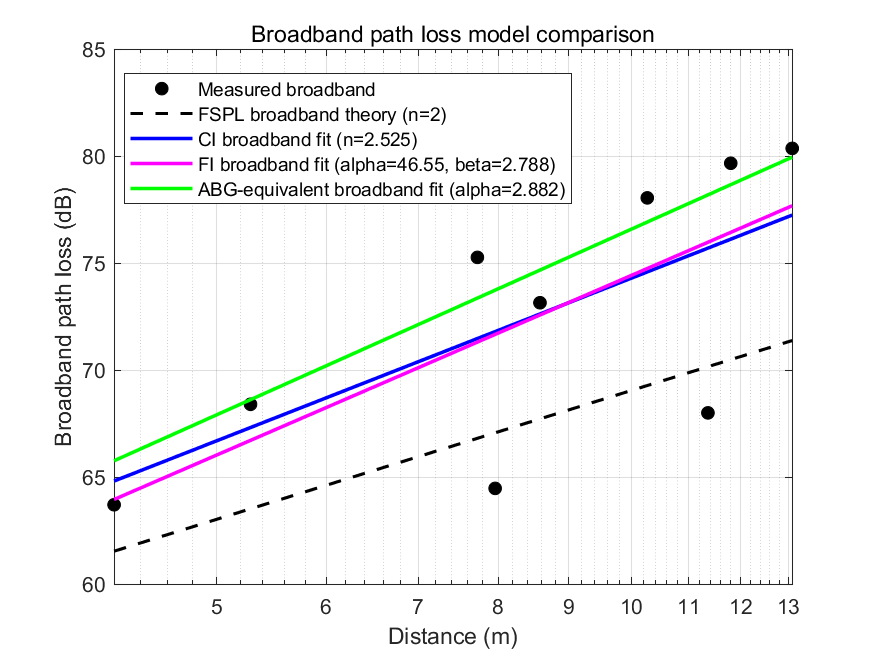 Broadband path loss model comparison
85
80
75
70
65
60
Broadband path loss (dB)
Measured broadband
FSPL broadband theory (n=2)
CI broadband fit (n=2.525)
FI broadband fit (alpha=46.55, beta=2.788)
ABG-equivalent broadband fit (alpha=2.882)
5 6 7 8 9 10 11 12 13
Distance (m)